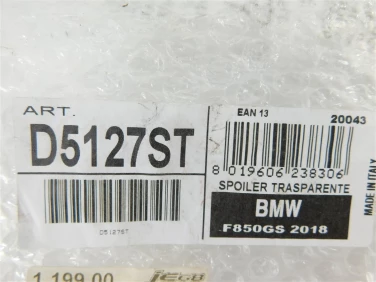 ART.
D5127ST
D5127ST
EAN 13
20043
8 019606 238306
SPOILER TRASPARENTE
BMW
F850GS 2018
MADE IN ITALY
1.199,00